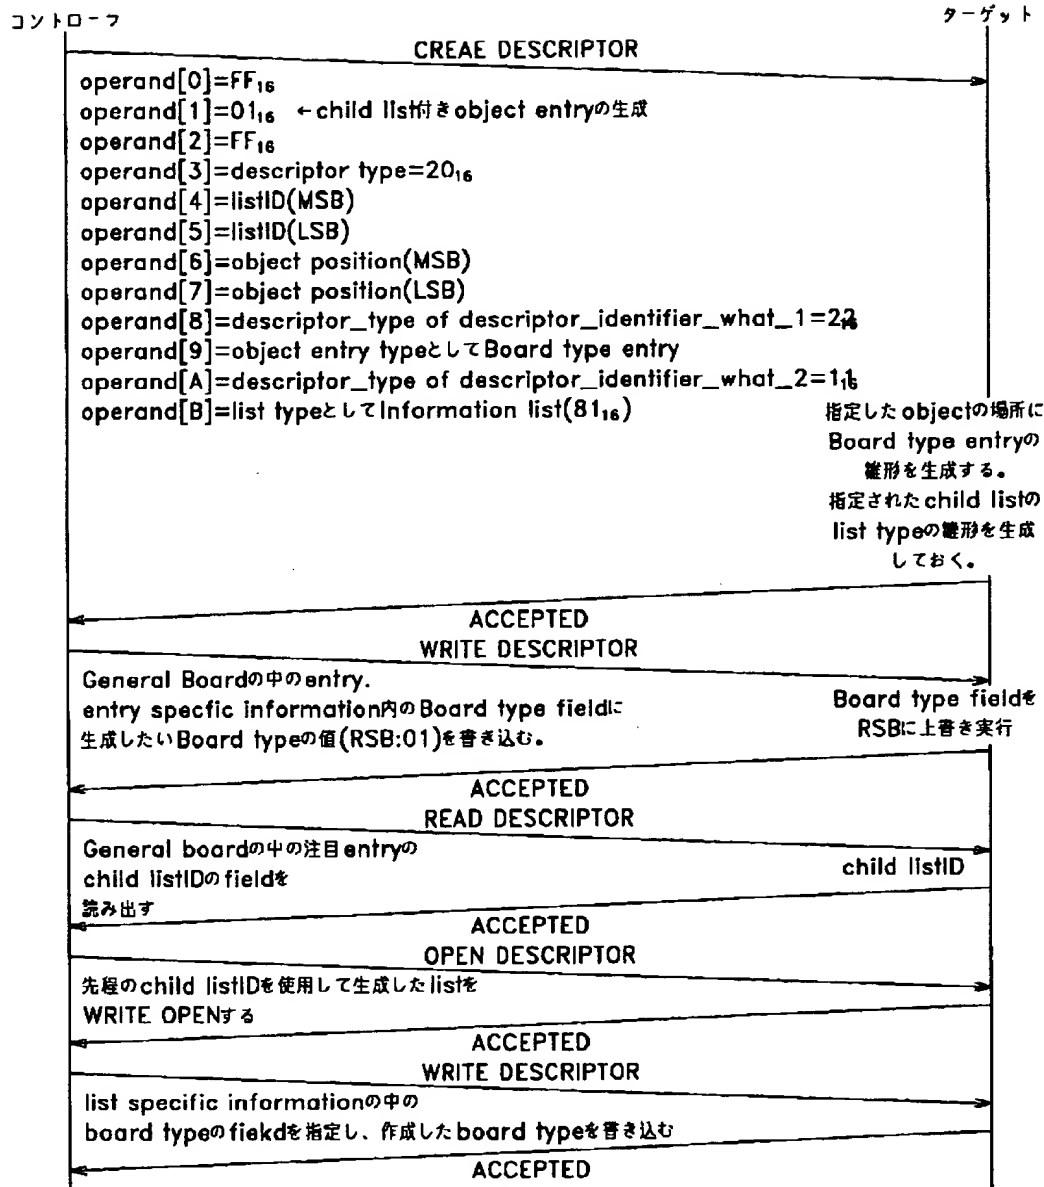 コントローラ
ターゲット
CREAE DESCRIPTOR
operand[0]=FF₁₆
operand[1]=01₁₆ ←child list付きobject entryの生成
operand[2]=FF₁₆
operand[3]=descriptor type=20₁₆
operand[4]=listID(MSB)
operand[5]=listID(LSB)
operand[6]=object position(MSB)
operand[7]=object position(LSB)
operand[8]=descriptor_type of descriptor_identifier_what_1=22₁₆
operand[9]=object entry typeとしてBoard type entry
operand[A]=descriptor_type of descriptor_identifier_what_2=11₁₆
operand[B]=list typeとしてInformation list(81₁₆)
指定したobjectの場所に
Board type entryの
雛形を生成する。
指定されたchild listの
list typeの雛形を生成
しておく。
ACCEPTED
WRITE DESCRIPTOR
General Boardの中のentry.
entry specfic information内のBoard type fieldに
生成したいBoard typeの値(RSB:01)を書き込む。
Board type fieldを
RSBに上書き実行
ACCEPTED
READ DESCRIPTOR
General boardの中の注目entryの
child listIDのfieldを
読み出す
child listID
ACCEPTED
OPEN DESCRIPTOR
先程のchild listIDを使用して生成したlistを
WRITE OPENする
ACCEPTED
WRITE DESCRIPTOR
list specific informationの中の
board typeのfiekdを指定し、作成したboard typeを書き込む
ACCEPTED